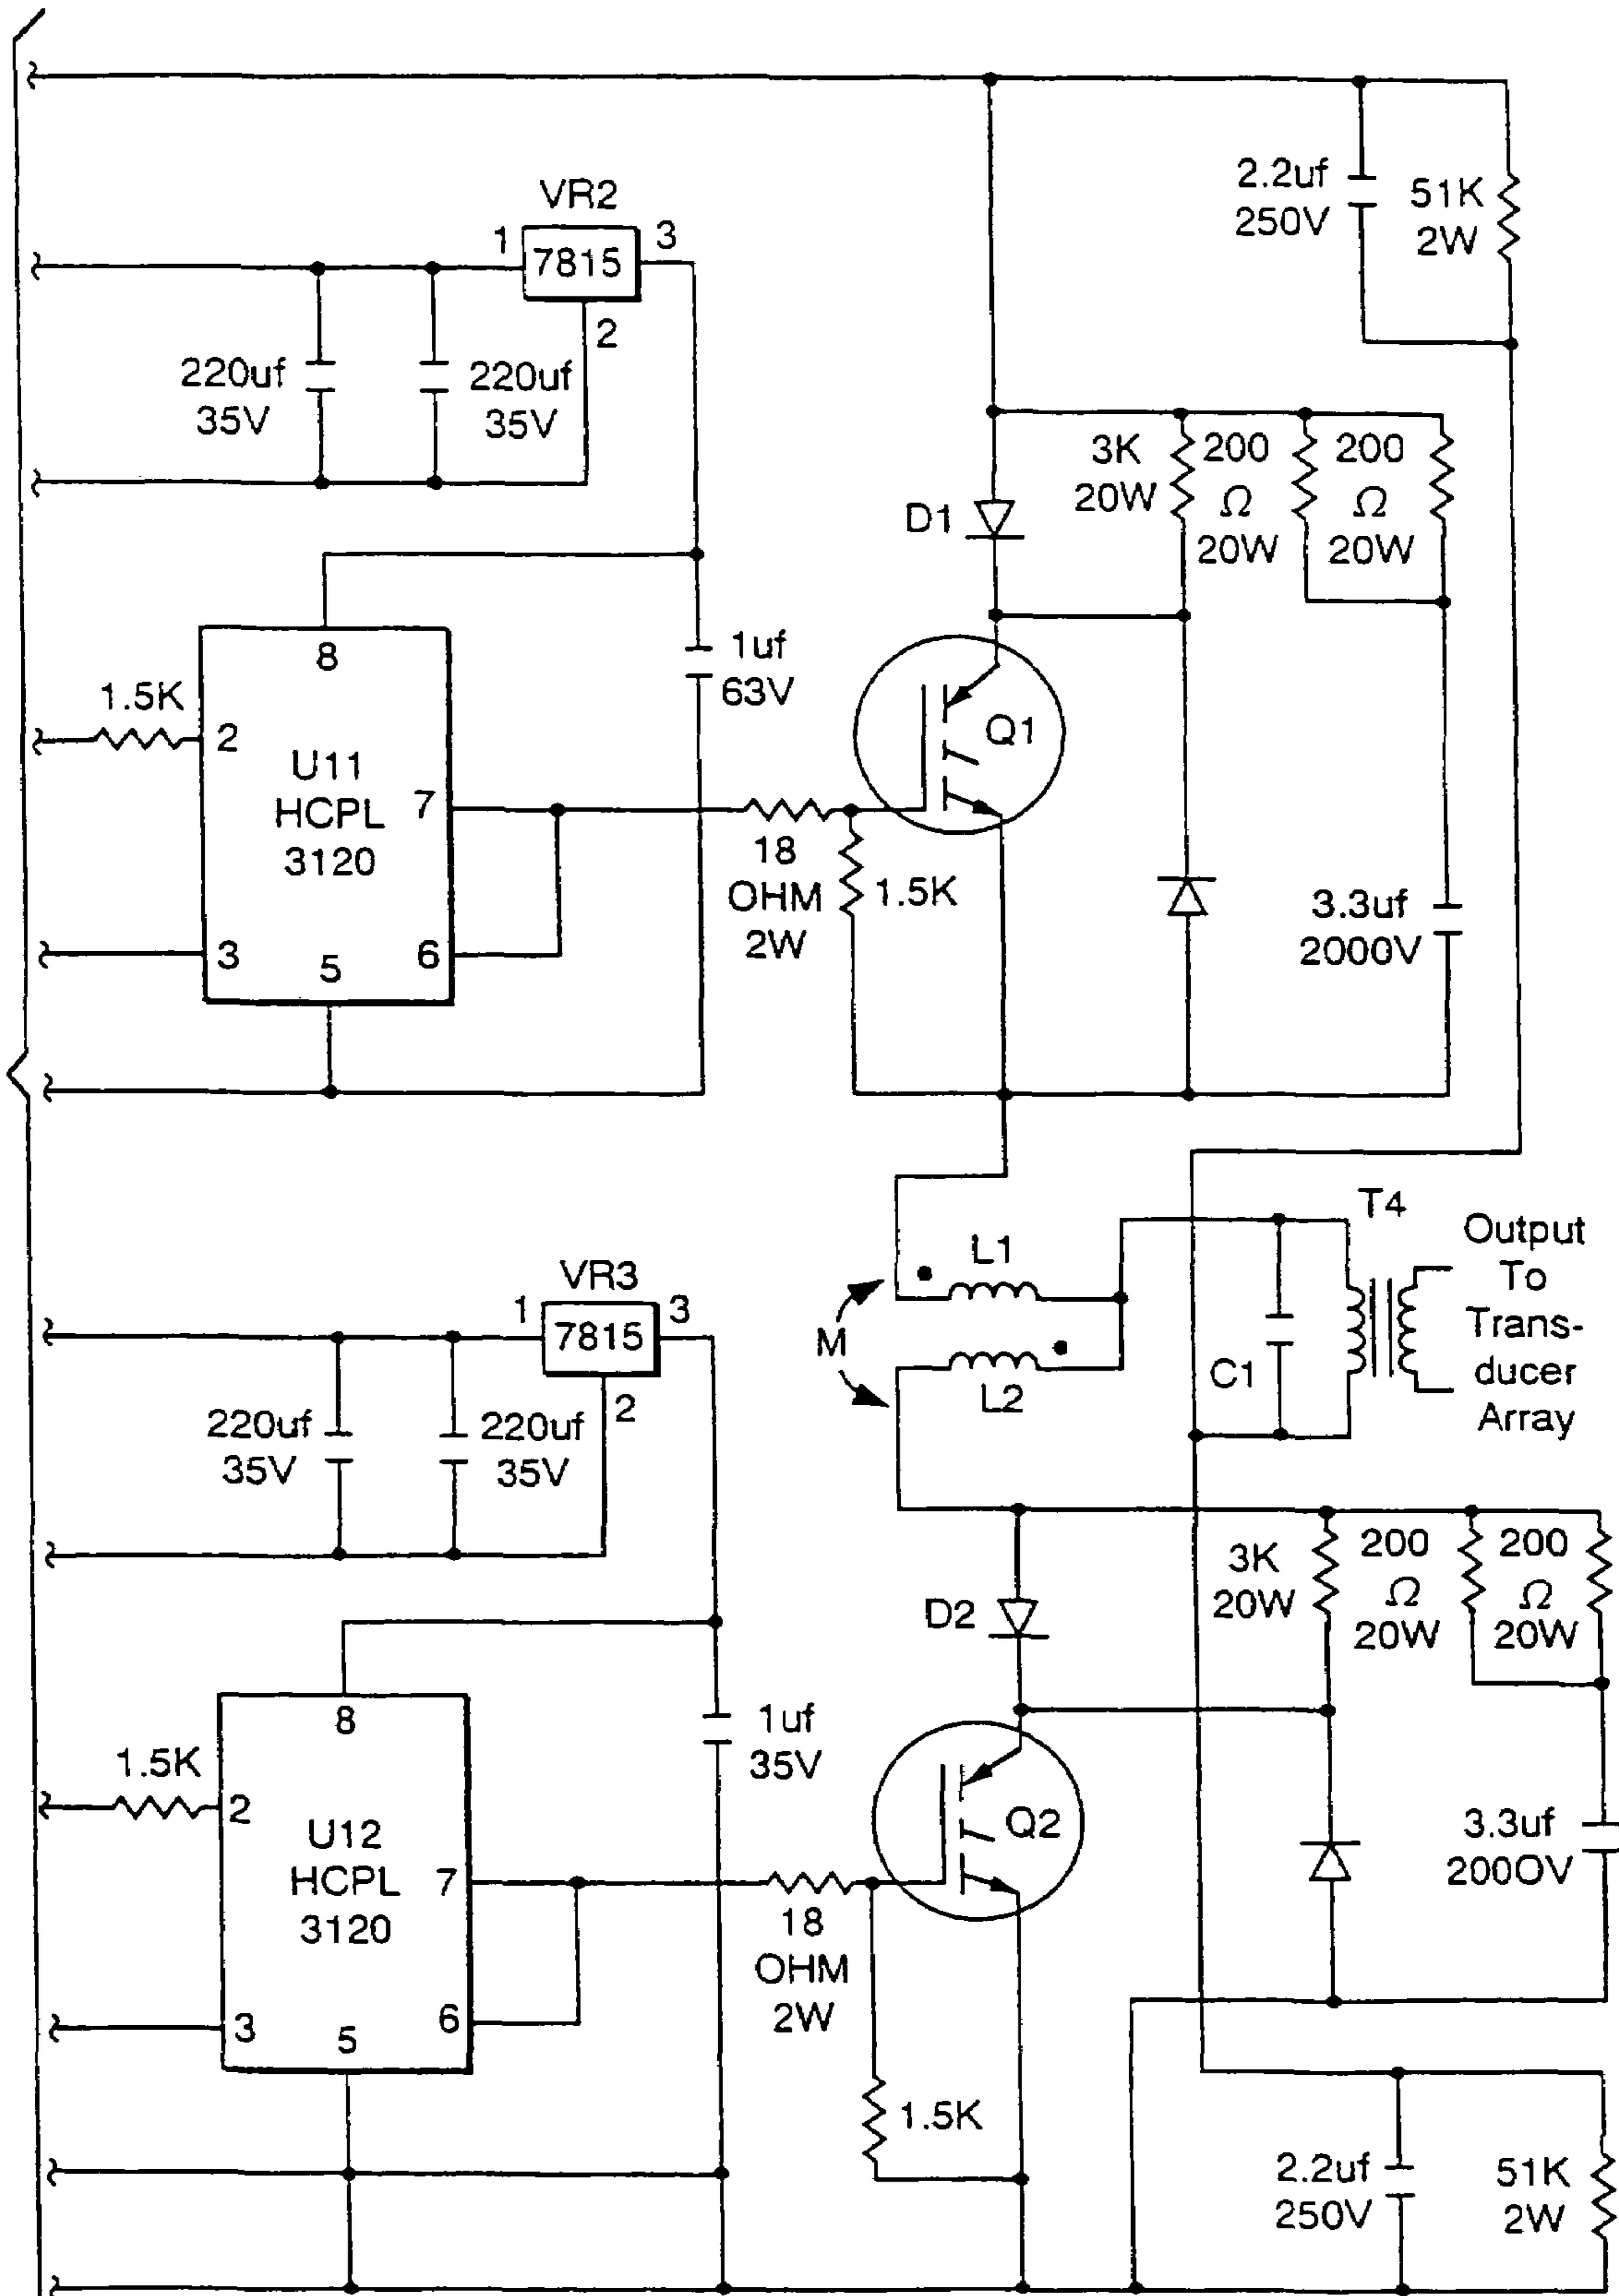 2.2uf
250V
51K
2W
VR2
1
7815
3
2
220uf
35V
220uf
35V
3K
20W
200
Ω
20W
200
Ω
20W
D1
8
1uf
63V
1.5K
2
U11
HCPL
3120
7
Q1
18
OHM
2W
1.5K
3.3uf
2000V
3
5
6
T4
Output
To
Trans-
ducer
Array
L1
M
L2
C1
VR3
1
7815
3
2
220uf
35V
220uf
35V
3K
20W
200
Ω
20W
200
Ω
20W
D2
8
1uf
35V
1.5K
2
U12
HCPL
3120
7
Q2
18
OHM
2W
3.3uf
2000V
3
5
6
1.5K
2.2uf
250V
51K
2W